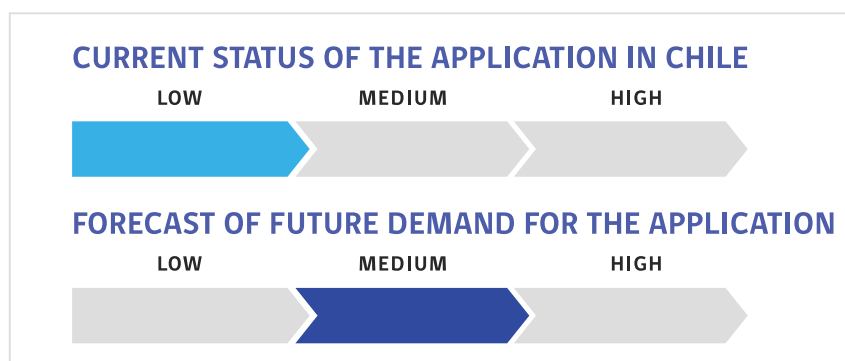 CURRENT STATUS OF THE APPLICATION IN CHILE
LOW MEDIUM HIGH
FORECAST OF FUTURE DEMAND FOR THE APPLICATION
LOW MEDIUM HIGH